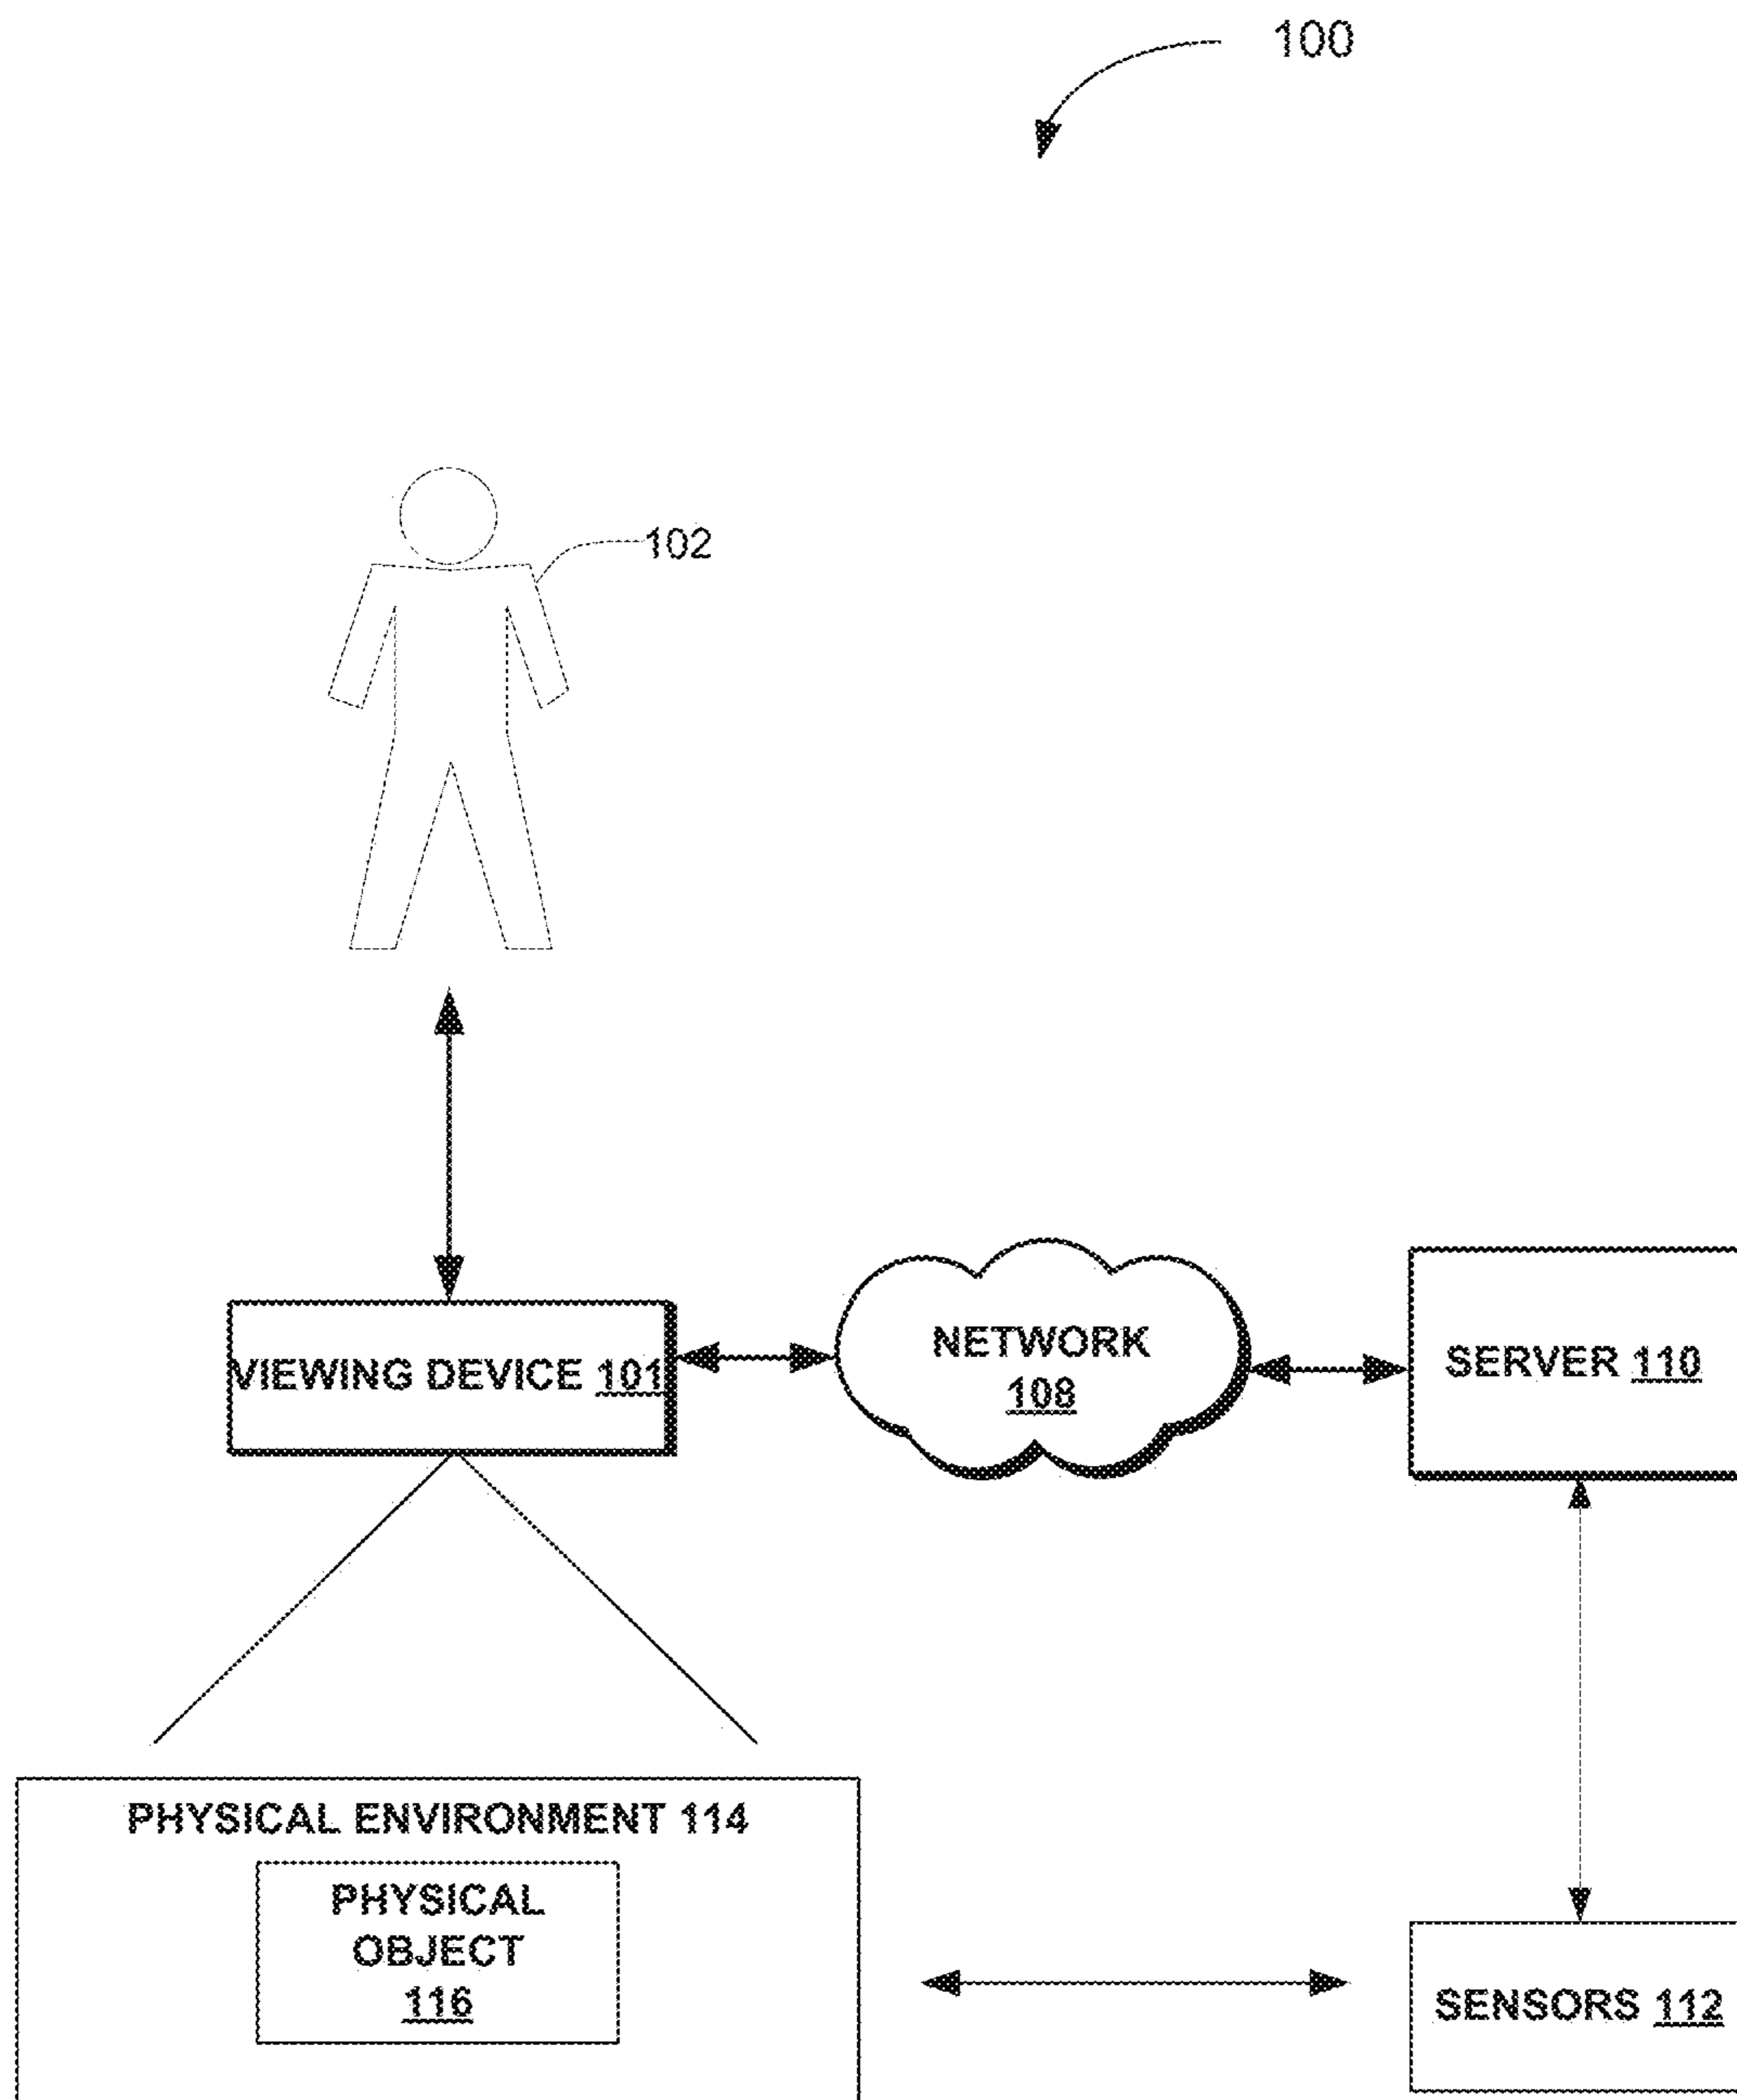 100
102
VIEWING DEVICE 101
NETWORK
108
SERVER 110
PHYSICAL ENVIRONMENT 114
PHYSICAL
OBJECT
116
SENSORS 112